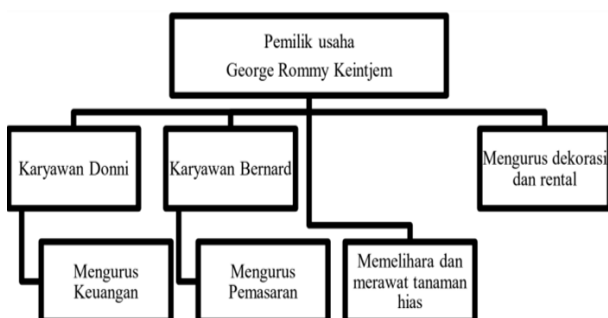 Pemilik usaha
George Rommy Keintjem
Karyawan Donni
Karyawan Bernard
Mengurus dekorasi
dan rental
Mengurus
Keuangan
Mengurus
Pemasaran
Memelihara dan
merawat tanaman
hias